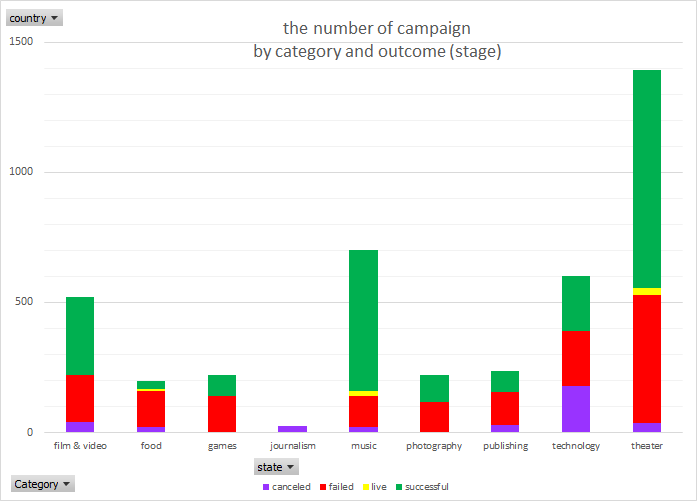 country
the number of campaign
by category and outcome (stage)
1500
1000
500
0
film & video food games journalism music photography publishing technology theater
state
canceled failed live successful
Category